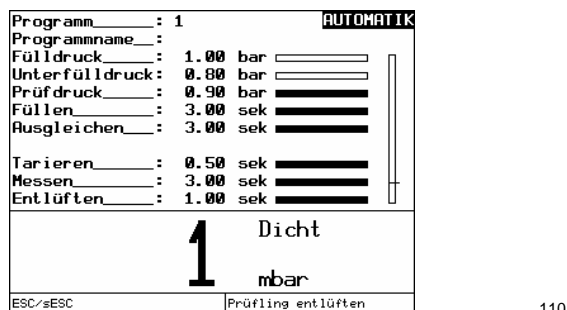 Programm______: 1 AUTOMATIK
Programmname__:
Fülldruck_____: 1.00 bar
Unterfülldruck: 0.80 bar
Prüfdruck_____: 0.90 bar
Füllen________: 3.00 sek
Ausgleichen___: 3.00 sek
Tarieren______: 0.50 sek
Messen________: 3.00 sek
Entlüften_____: 1.00 sek
1 Dicht
mbar
ESC/sESC Prüfling entlüften
110